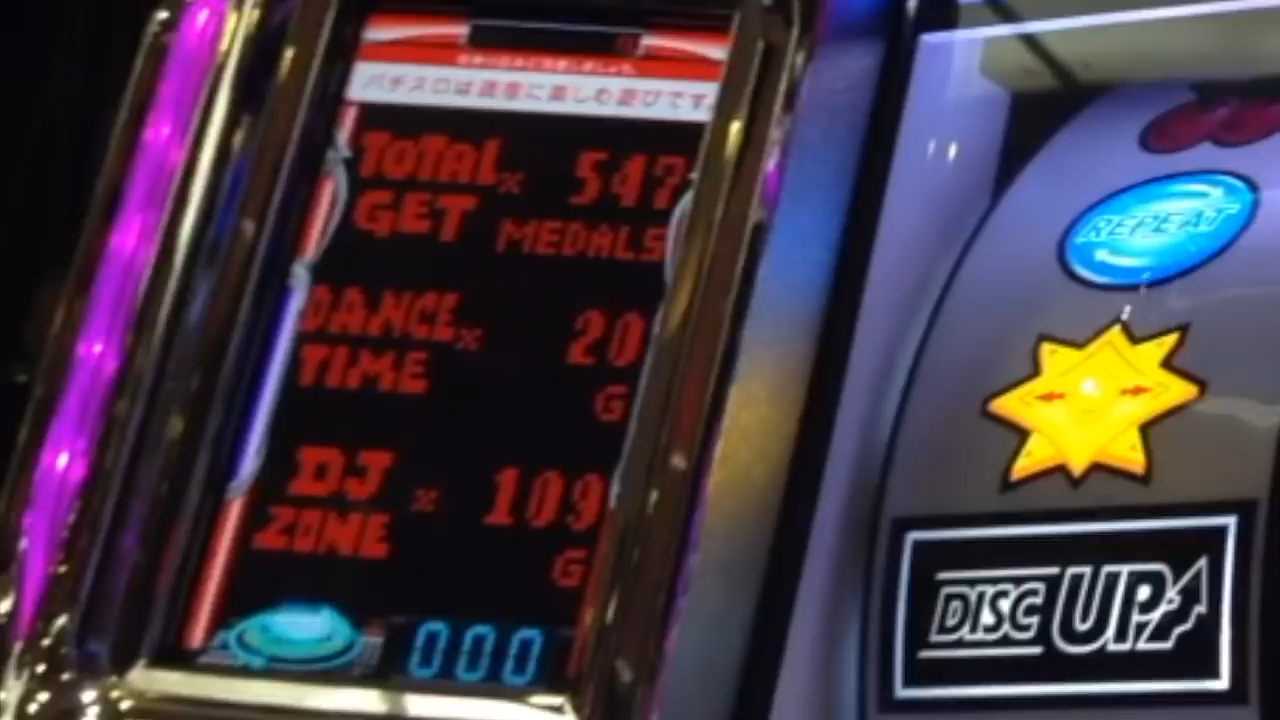 パチスロは適度に楽しむ遊びです。
TOTAL × 547
GET MEDALS
DANCE × 20
TIME G
DJ × 109
ZONE G
000
REPEAT
DISC UP